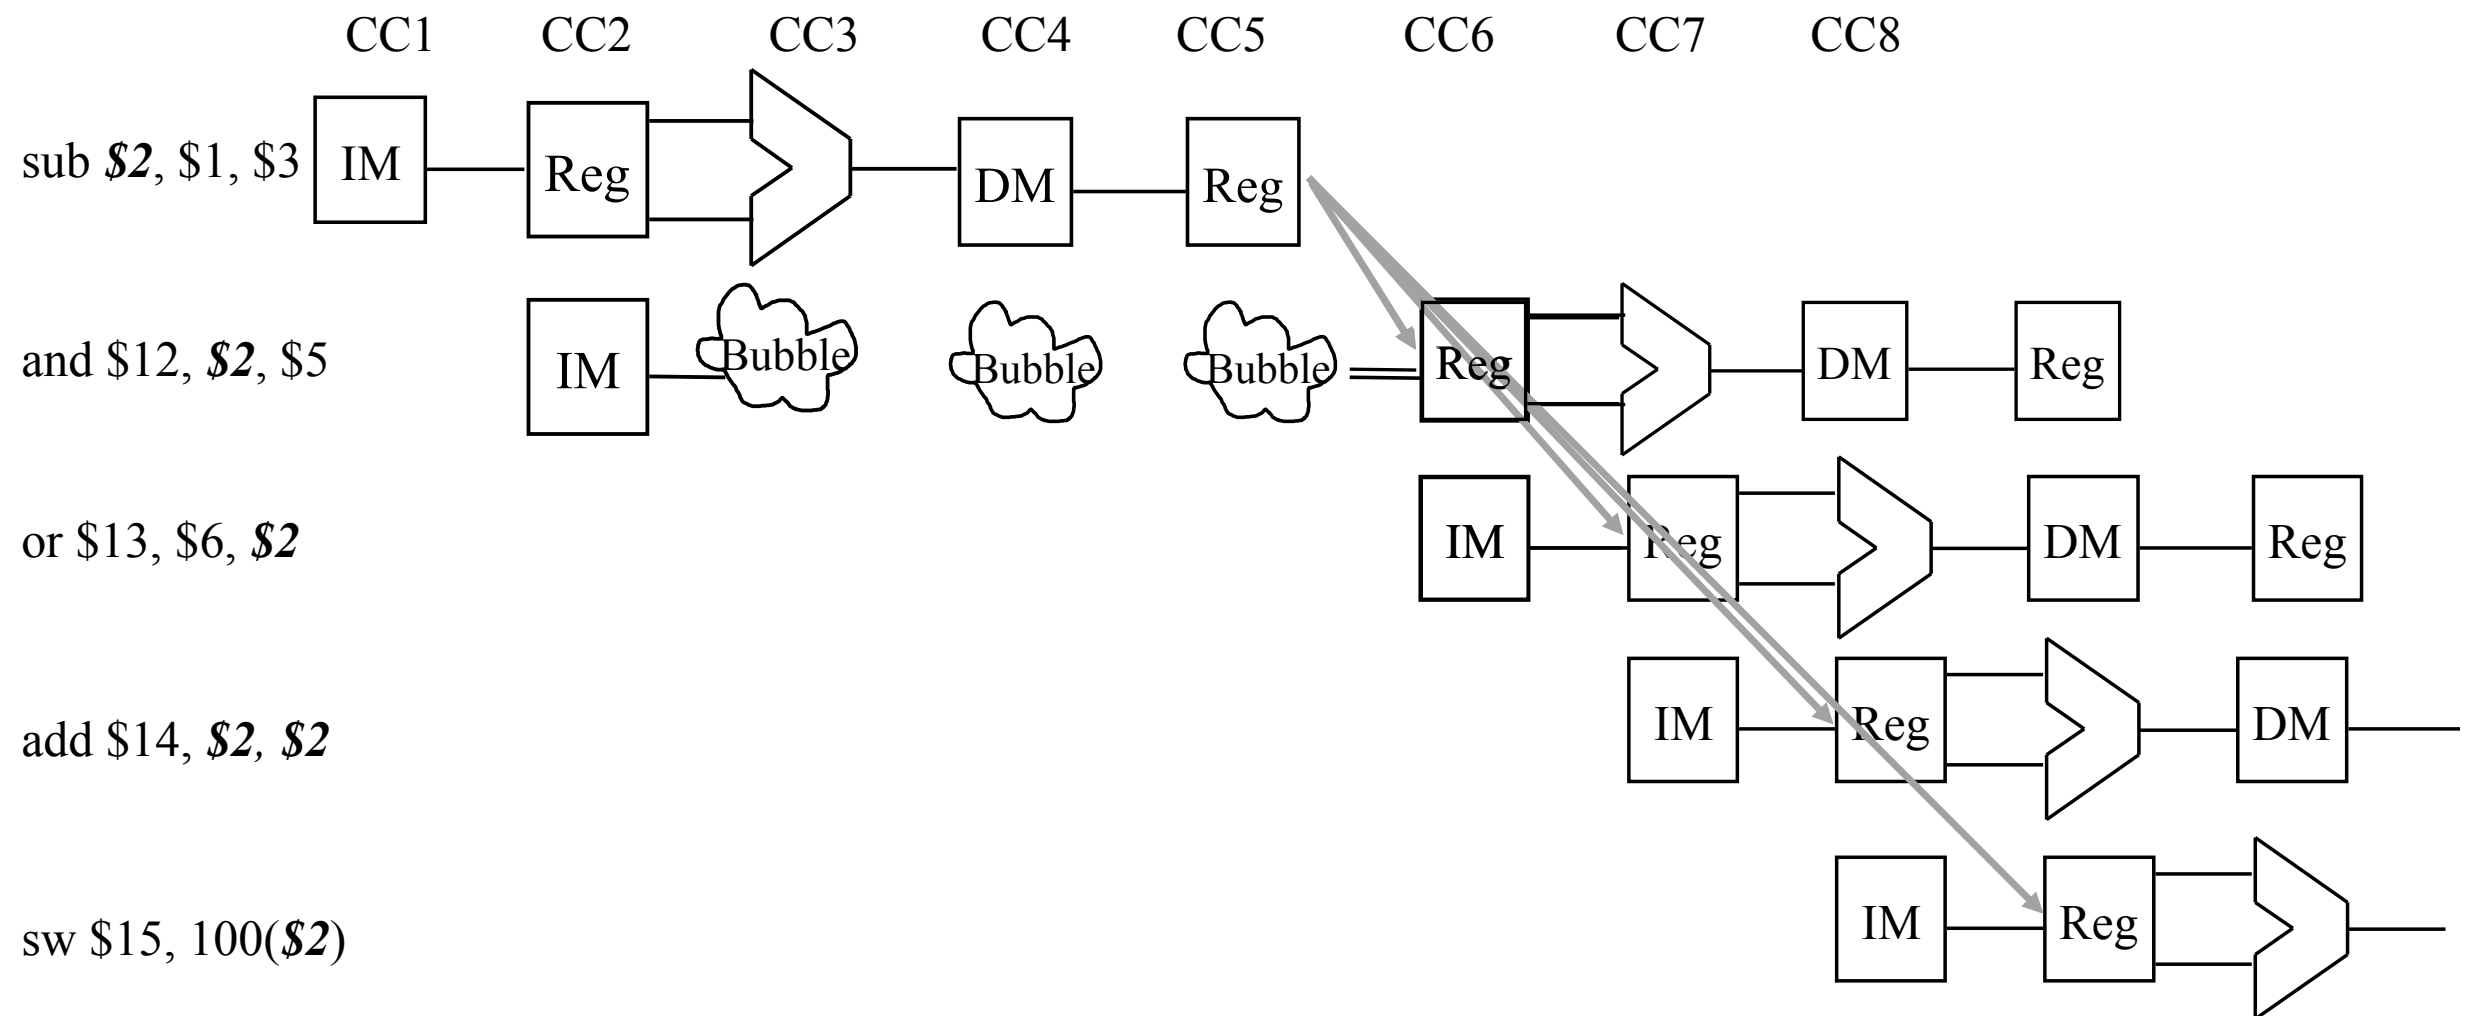 CC1 CC2 CC3 CC4 CC5 CC6 CC7 CC8
sub $2, $1, $3 IM Reg DM Reg
and $12, $2, $5 IM Bubble Bubble Bubble Reg DM Reg
or $13, $6, $2 IM Reg DM Reg
add $14, $2, $2 IM Reg DM
sw $15, 100($2) IM Reg